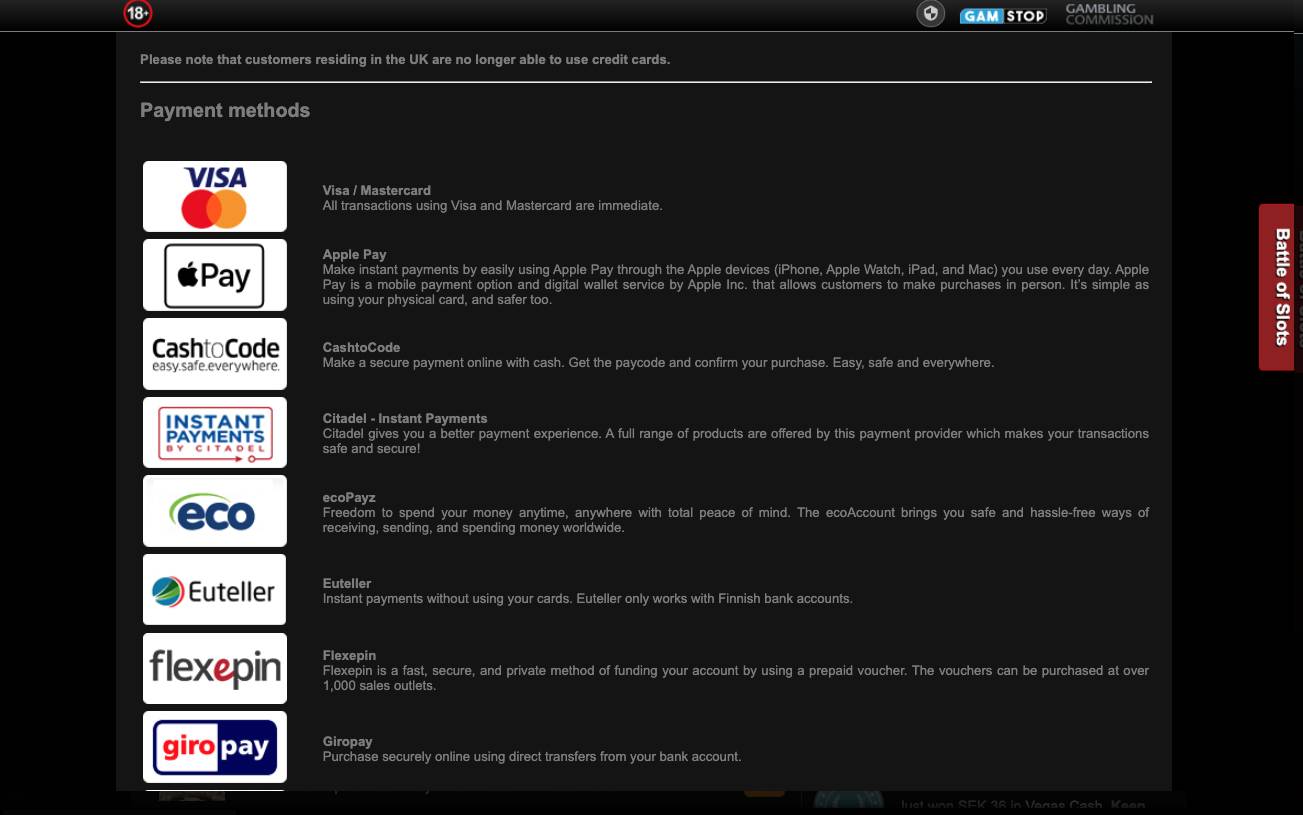 18+
GAMSTOP
GAMBLING
COMMISSION
Please note that customers residing in the UK are no longer able to use credit cards.
Payment methods
VISA
Visa / Mastercard
All transactions using Visa and Mastercard are immediate.
Pay
Apple Pay
Make instant payments by easily using Apple Pay through the Apple devices (iPhone, Apple Watch, iPad, and Mac) you use every day. Apple
Pay is a mobile payment option and digital wallet service by Apple Inc. that allows customers to make purchases in person. It's simple as
using your physical card, and safer too.
CashtoCode
easy.safe.everywhere.
CashtoCode
Make a secure payment online with cash. Get the paycode and confirm your purchase. Easy, safe and everywhere.
INSTANT
PAYMENTS
BY CITADEL
Citadel - Instant Payments
Citadel gives you a better payment experience. A full range of products are offered by this payment provider which makes your transactions
safe and secure!
eco
ecoPayz
Freedom to spend your money anytime, anywhere with total peace of mind. The ecoAccount brings you safe and hassle-free ways of
receiving, sending, and spending money worldwide.
Euteller
Euteller
Instant payments without using your cards. Euteller only works with Finnish bank accounts.
flexepin
Flexepin
Flexepin is a fast, secure, and private method of funding your account by using a prepaid voucher. The vouchers can be purchased at over
1,000 sales outlets.
giropay
Giropay
Purchase securely online using direct transfers from your bank account.
Just won SEK 36 in Vegas Cash. Keep
Battle of Slots